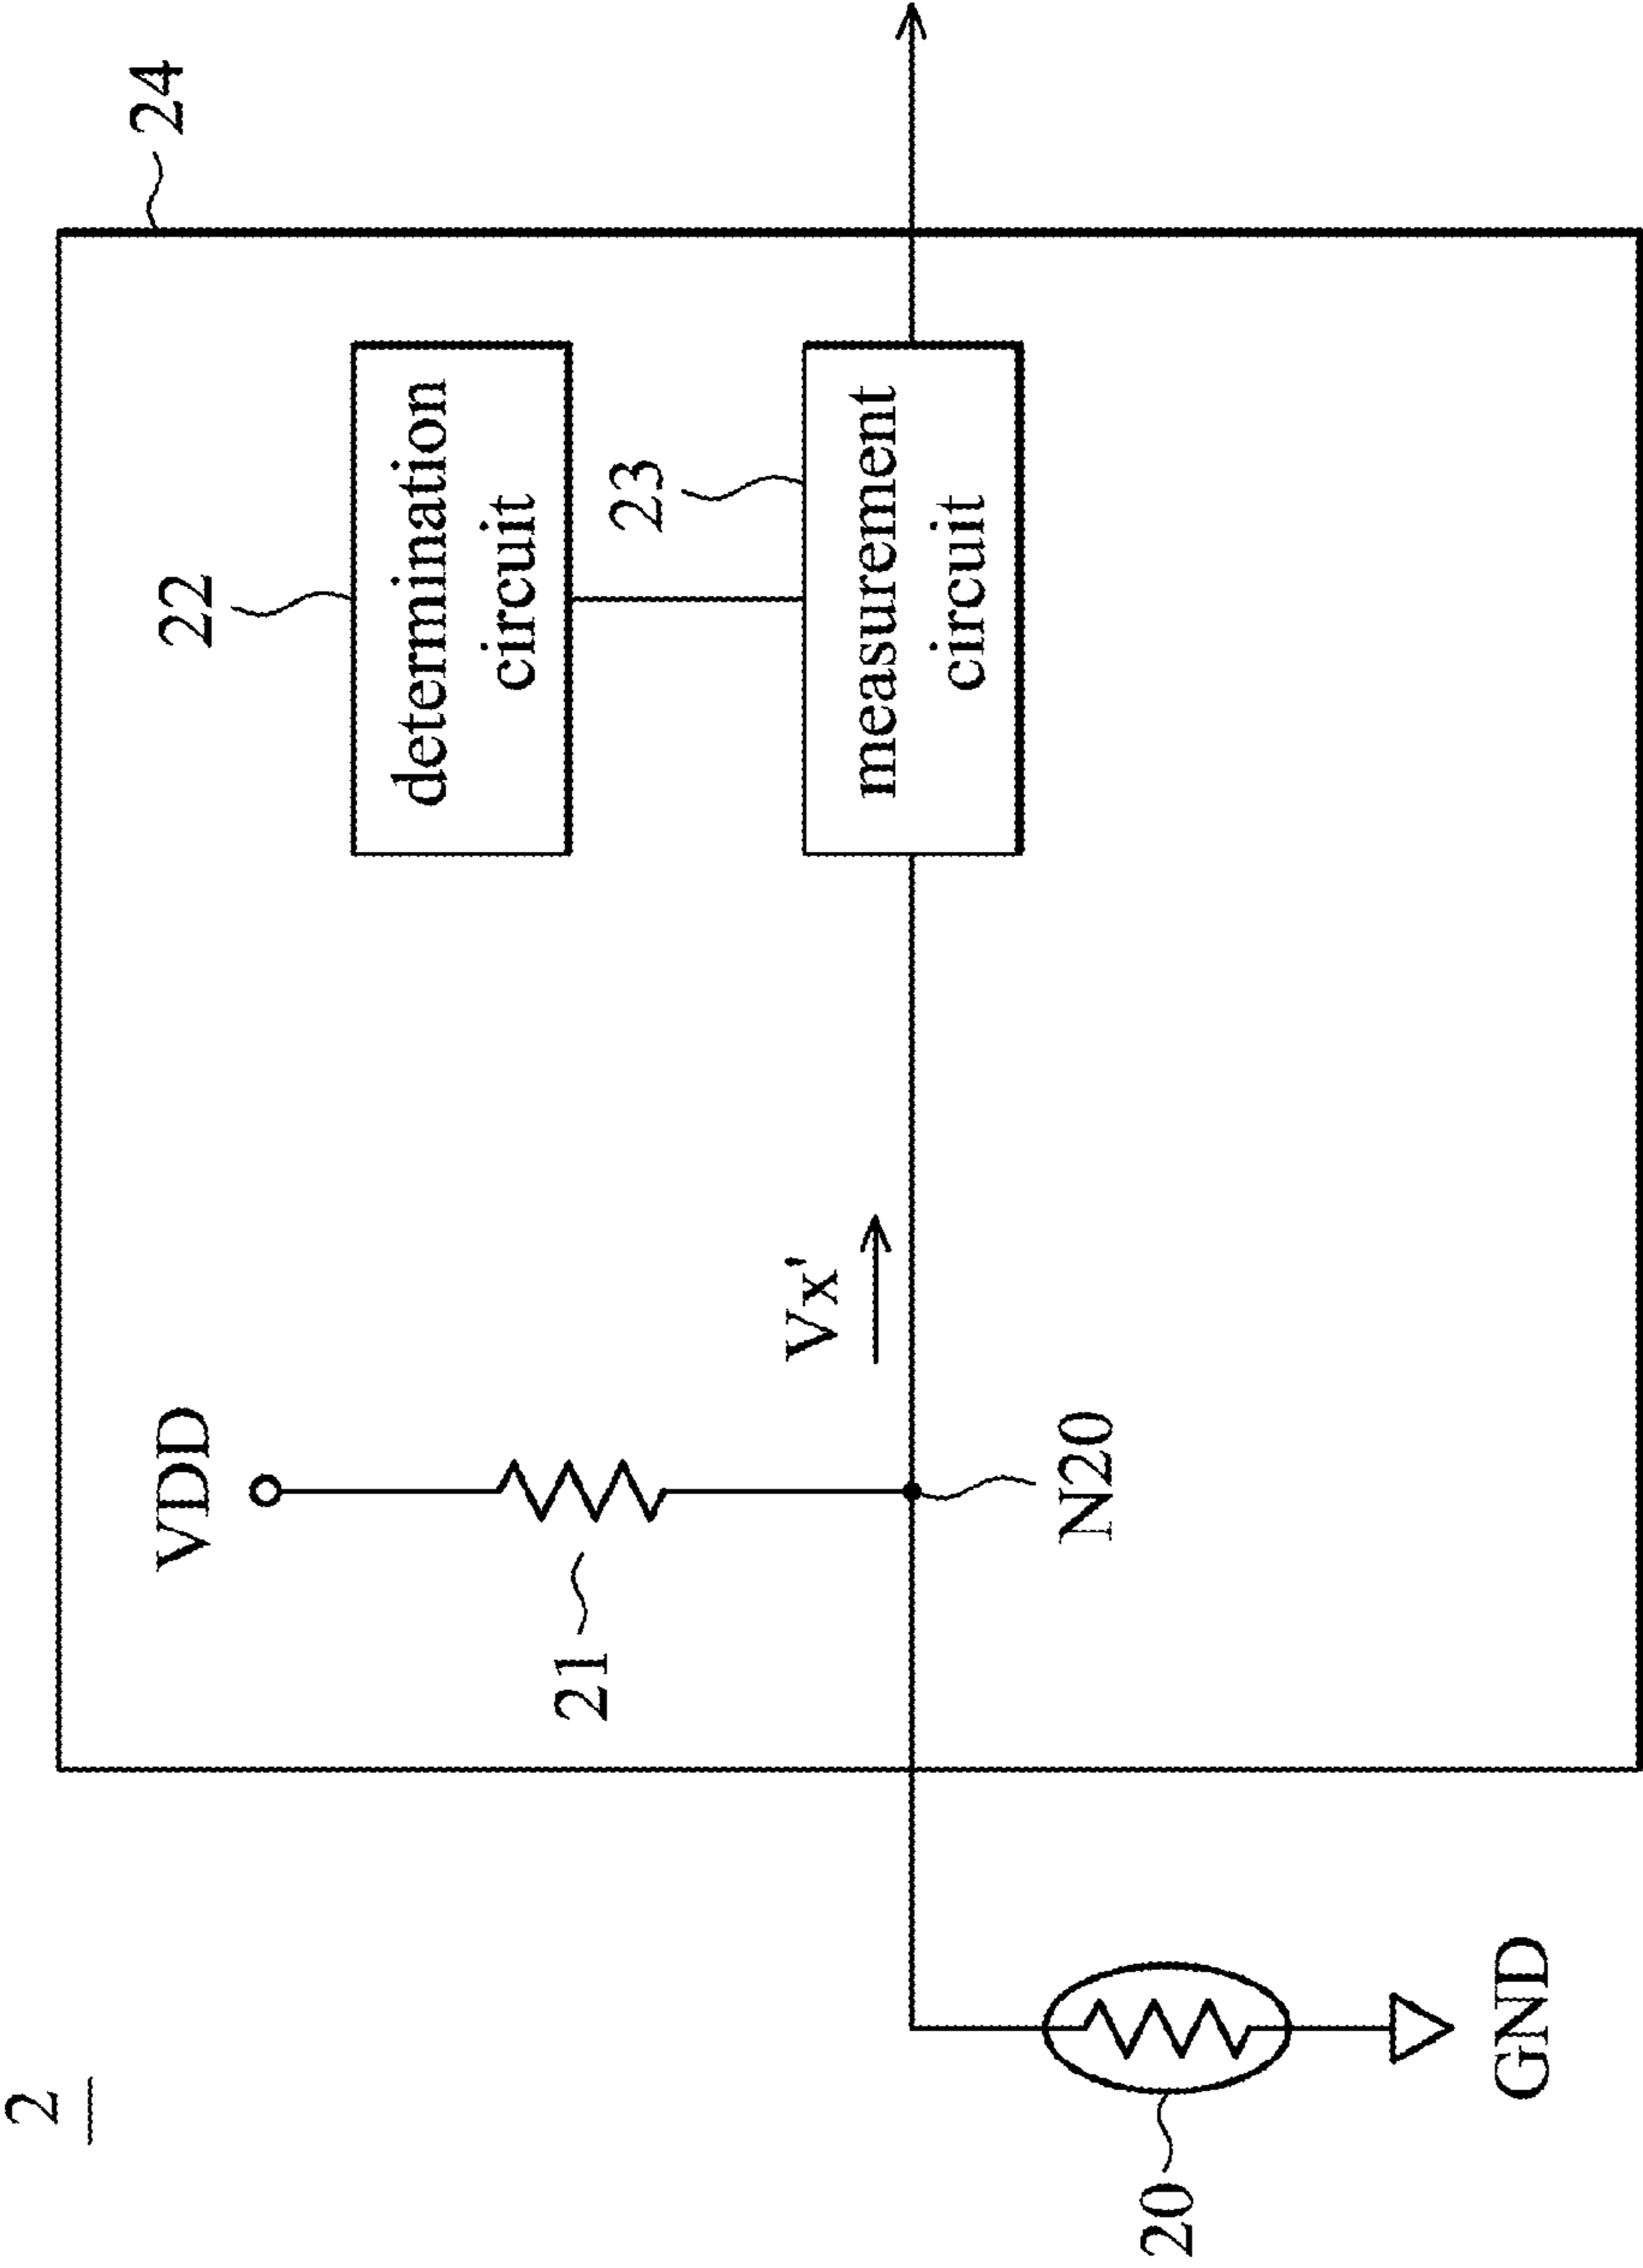 2
24
VDD
22
determination
circuit
21
23
Vx'
measurement
circuit
N20
20
GND